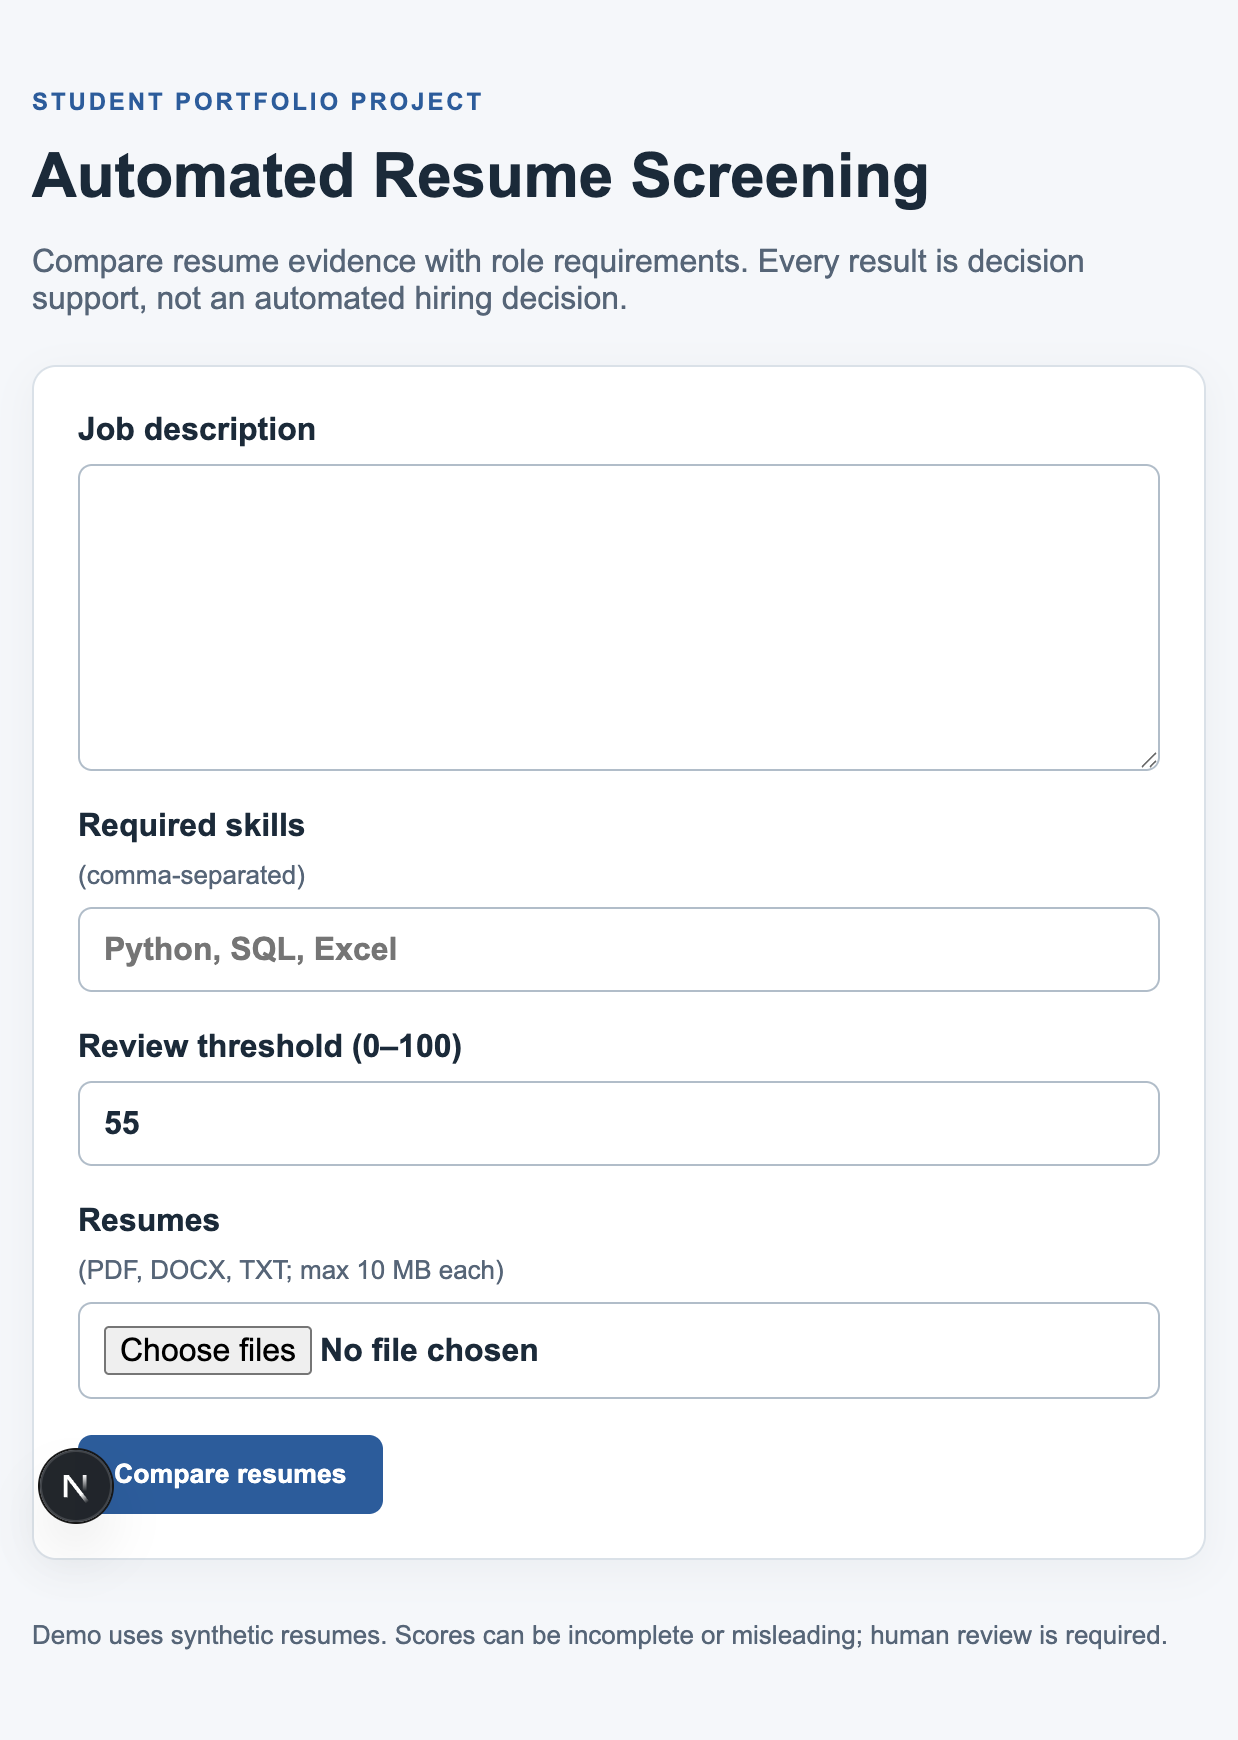 STUDENT PORTFOLIO PROJECT
Automated Resume Screening
Compare resume evidence with role requirements. Every result is decision
support, not an automated hiring decision.
Job description
Required skills
(comma-separated)
Python, SQL, Excel
Review threshold (0–100)
55
Resumes
(PDF, DOCX, TXT; max 10 MB each)
Choose files No file chosen
N Compare resumes
Demo uses synthetic resumes. Scores can be incomplete or misleading; human review is required.